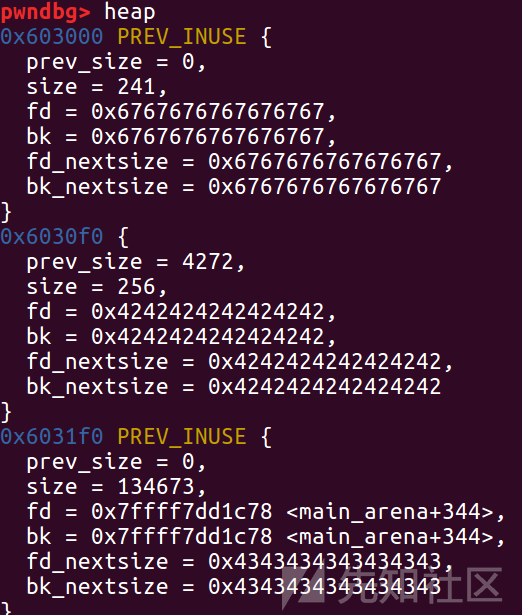 pwndbg> heap
0x603000 PREV_INUSE {
  prev_size = 0,
  size = 241,
  fd = 0x6767676767676767,
  bk = 0x6767676767676767,
  fd_nextsize = 0x6767676767676767,
  bk_nextsize = 0x6767676767676767
}
0x6030f0 {
  prev_size = 4272,
  size = 256,
  fd = 0x4242424242424242,
  bk = 0x4242424242424242,
  fd_nextsize = 0x4242424242424242,
  bk_nextsize = 0x4242424242424242
}
0x6031f0 PREV_INUSE {
  prev_size = 0,
  size = 134673,
  fd = 0x7ffff7dd1c78 <main_arena+344>,
  bk = 0x7ffff7dd1c78 <main_arena+344>,
  fd_nextsize = 0x4343434343434343,
  bk_nextsize = 0x4343434343434343
}
先知社区